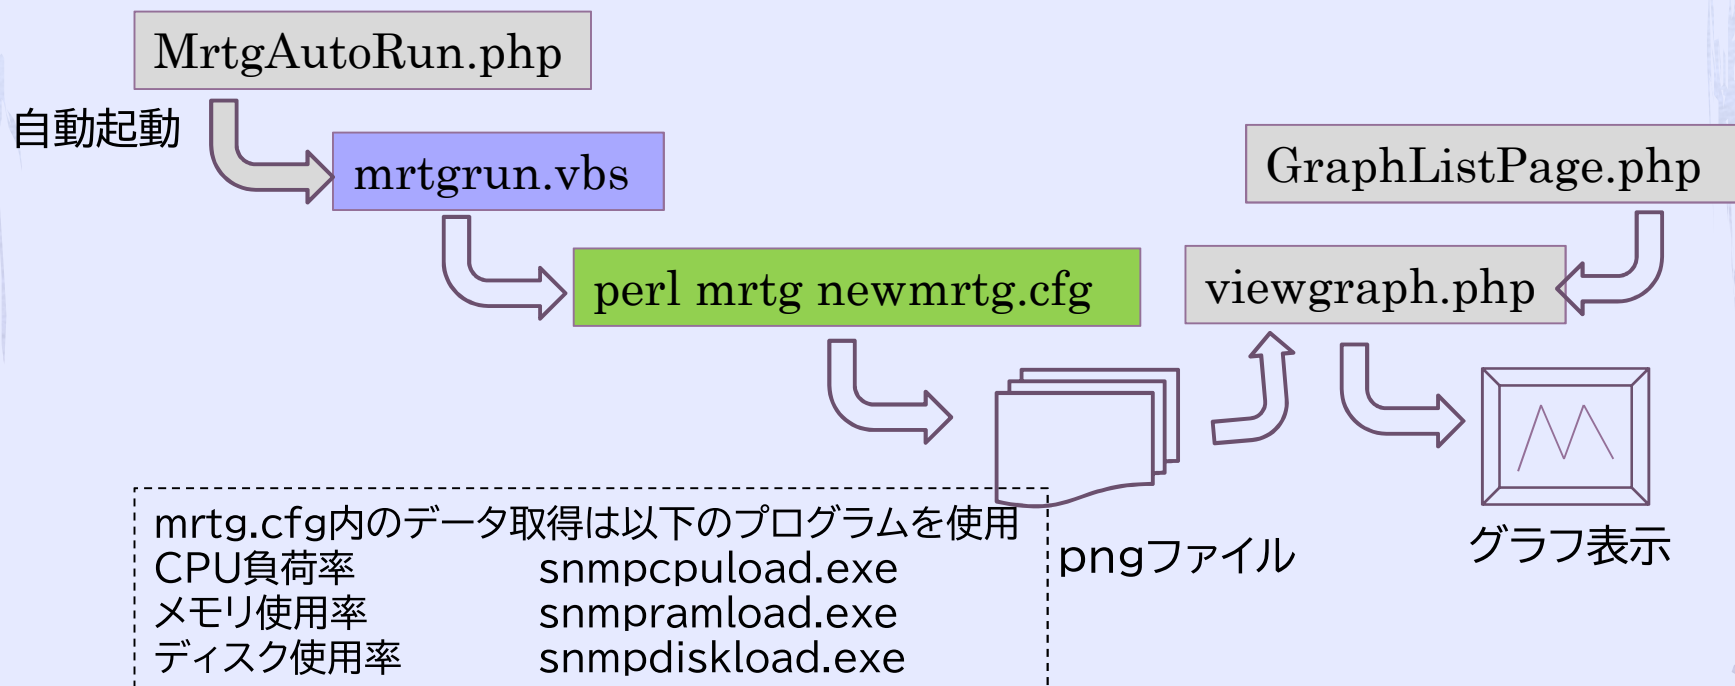 MrtgAutoRun.php
自動起動
mrtgrun.vbs
GraphListPage.php
perl mrtg newmrtg.cfg
viewgraph.php
mrtg.cfg内のデータ取得は以下のプログラムを使用
CPU負荷率 snmpcpuload.exe
メモリ使用率 snmpramload.exe
ディスク使用率 snmpdiskload.exe
pngファイル
グラフ表示